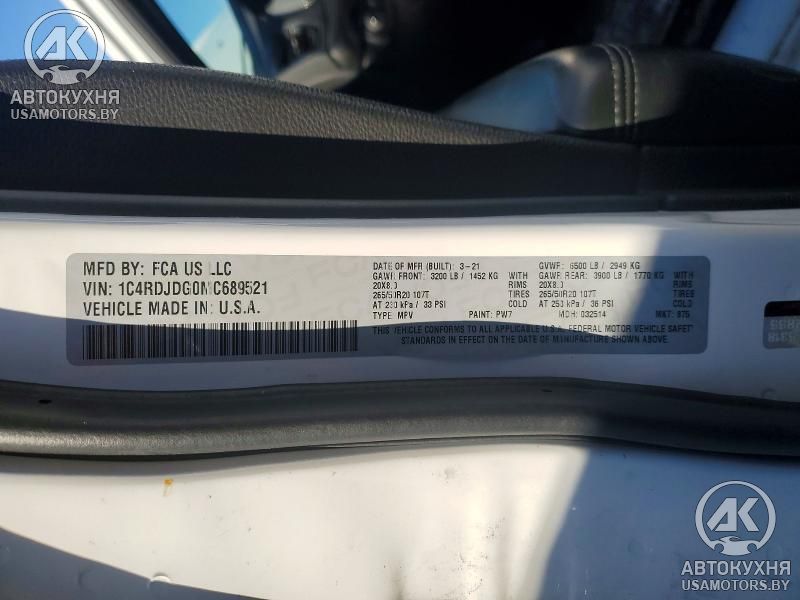 AK
АВТОКУХНЯ
USAMOTORS.BY
MFD BY: FCA US LLC
VIN: 1C4RDJDG0MC689521
VEHICLE MADE IN U.S.A.
DATE OF MFR (BUILT): 3-21
GAWR FRONT: 3200 LB / 1452 KG WITH
20X8.0 RIMS
265/50R20 107T TIRES
AT 230 kPa / 33 PSI COLD
TYPE: MPV PAINT: PW7
GVWR: 6500 LB / 2949 KG
GAWR REAR: 3900 LB / 1770 KG WITH
20X8.0 RIMS
265/50R20 107T TIRES
AT 250 kPa / 36 PSI COLD
MDH: 032514 MKT: 875
THIS VEHICLE CONFORMS TO ALL APPLICABLE U.S.A. FEDERAL MOTOR VEHICLE SAFETY
STANDARDS IN EFFECT ON THE DATE OF MANUFACTURE SHOWN ABOVE.
AK
АВТОКУХНЯ
USAMOTORS.BY